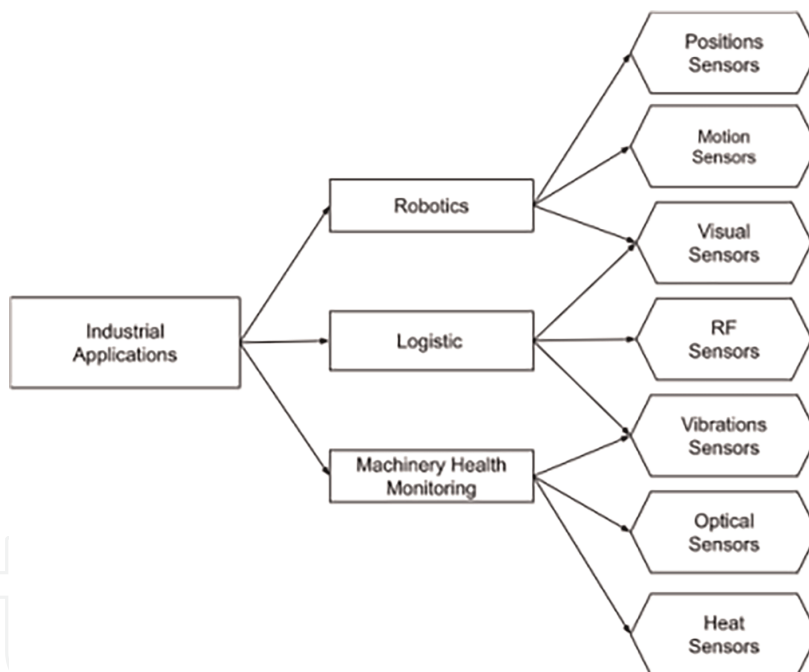 Positions
Sensors
Motion
Sensors
Robotics
Visual
Sensors
Industrial
Applications
Logistic
RF
Sensors
Vibrations
Sensors
Machinery Health
Monitoring
Optical
Sensors
Heat
Sensors